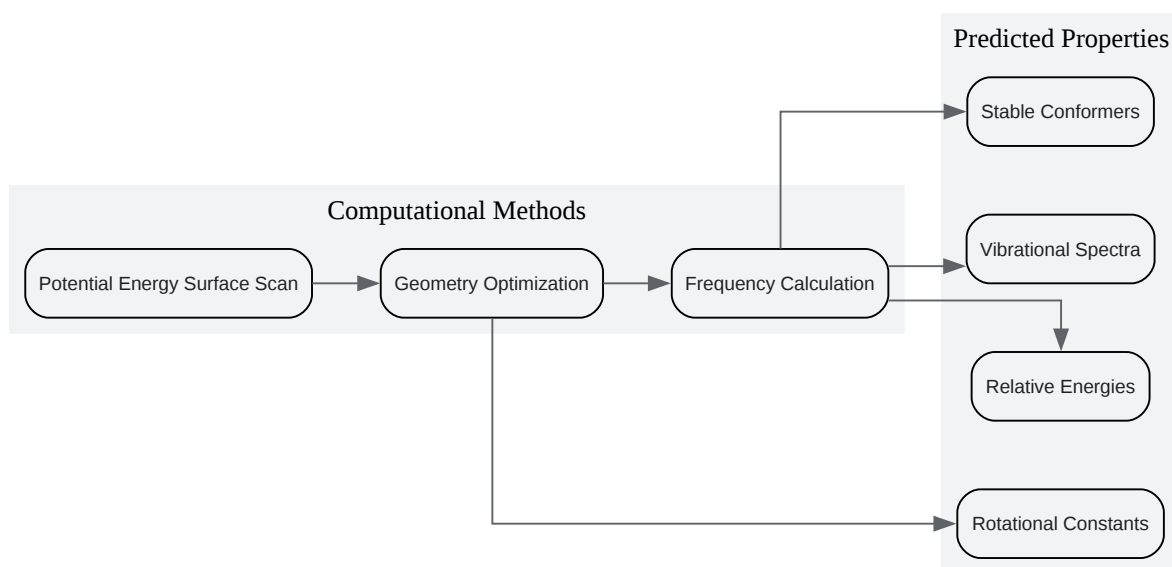 Predicted Properties
Stable Conformers
Computational Methods
Potential Energy Surface Scan
Geometry Optimization
Frequency Calculation
Vibrational Spectra
Relative Energies
Rotational Constants